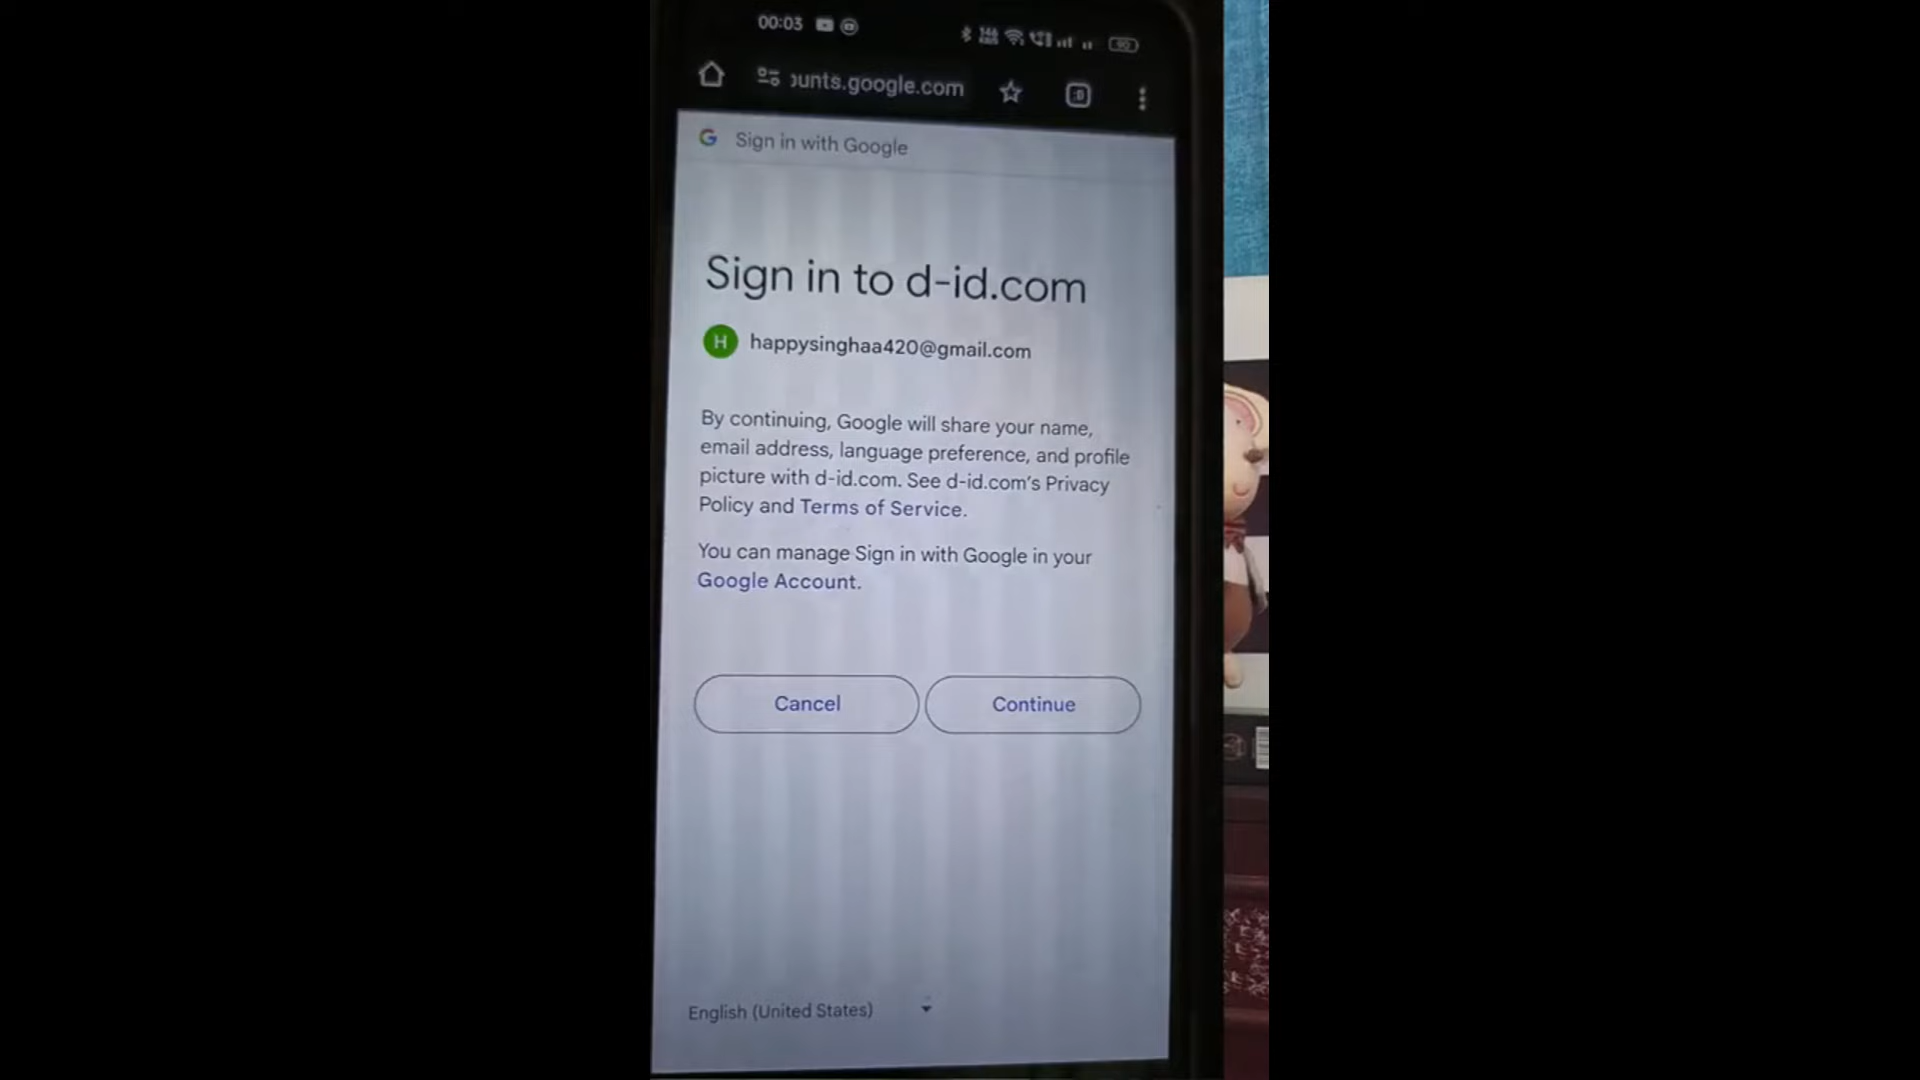 00:03
ounts.google.com
:D
Sign in with Google
Sign in to d-id.com
H happysinghaa420@gmail.com
By continuing, Google will share your name,
email address, language preference, and profile
picture with d-id.com. See d-id.com's Privacy
Policy and Terms of Service.
You can manage Sign in with Google in your
Google Account.
Cancel Continue
English (United States)